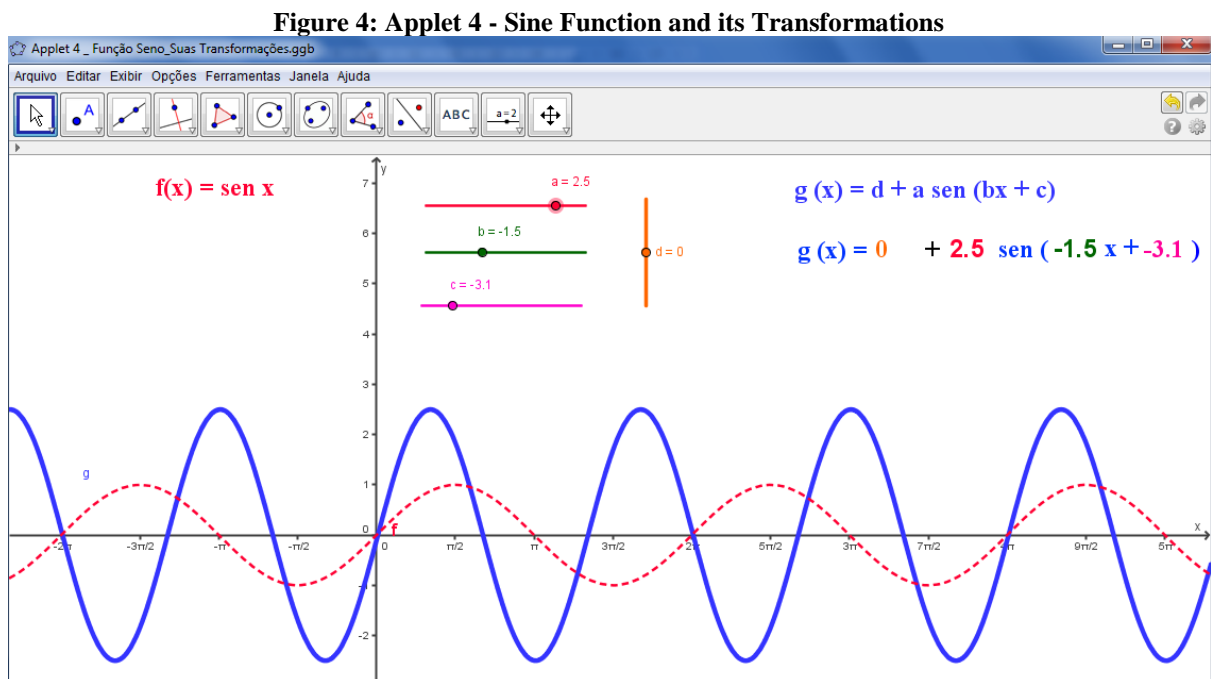 Figure 4: Applet 4 - Sine Function and its Transformations
Applet 4 _ Função Seno_Suas Transformações.ggb
Arquivo Editar Exibir Opções Ferramentas Janela Ajuda
A
α
ABC
a=2
y
f(x) = sen x
a = 2.5
g (x) = d + a sen (bx + c)
b = -1.5
d = 0
g (x) = 0 + 2.5 sen ( -1.5 x + -3.1 )
c = -3.1
7
6
5
4
3
2
1
0
-1
-2
g
f
x
-2π -3π/2 -π -π/2 0 π/2 π 3π/2 2π 5π/2 3π 7π/2 4π 9π/2 5π